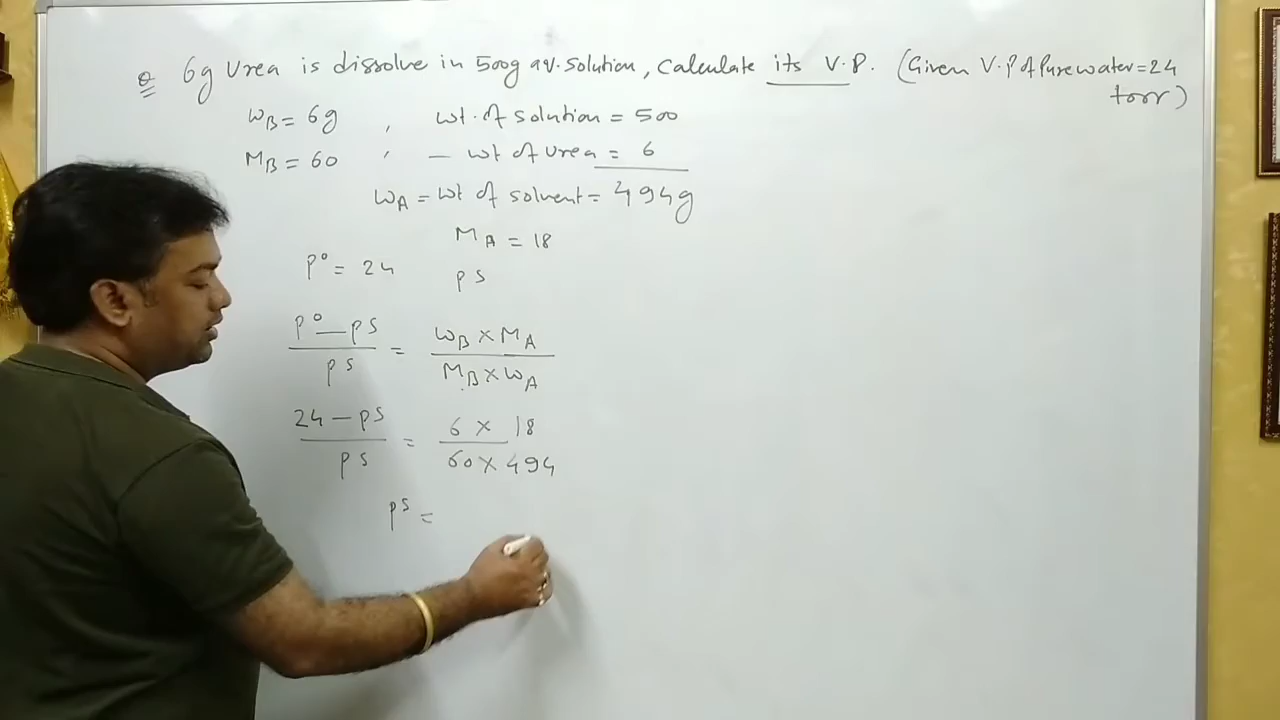 Q 6g Urea is dissolve in 500g aq. solution, calculate its V.P. (Given V.P of Pure water = 24
torr)
WB = 6g , wt. of solution = 500
MB = 60 , — wt of urea = 6
WA = wt of solvent = 494g
MA = 18
P° = 24 PS
P° — PS / PS = WB × MA / MB × WA
24 — PS / PS = 6 × 18 / 60 × 494
PS =